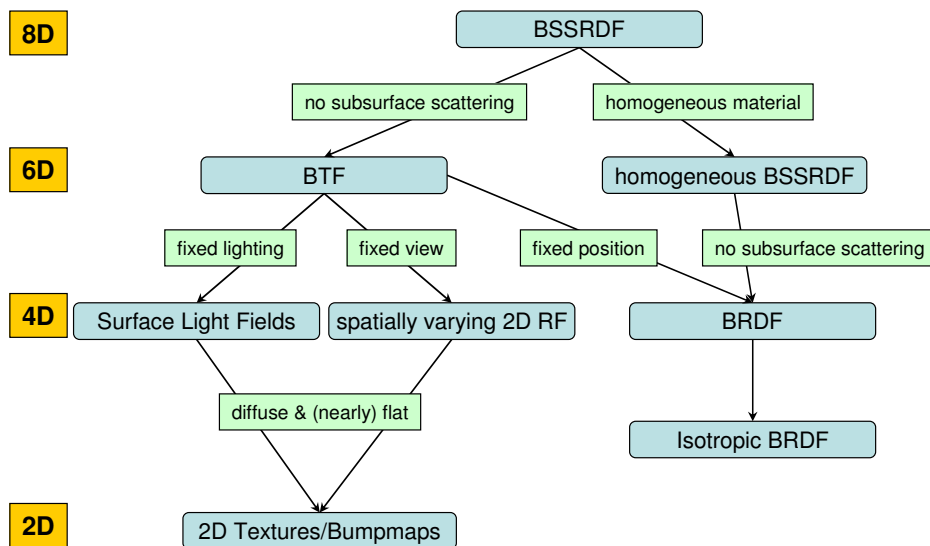 8D
BSSRDF
no subsurface scattering
homogeneous material
6D
BTF
homogeneous BSSRDF
fixed lighting
fixed view
fixed position
no subsurface scattering
4D
Surface Light Fields
spatially varying 2D RF
BRDF
diffuse & (nearly) flat
Isotropic BRDF
2D
2D Textures/Bumpmaps